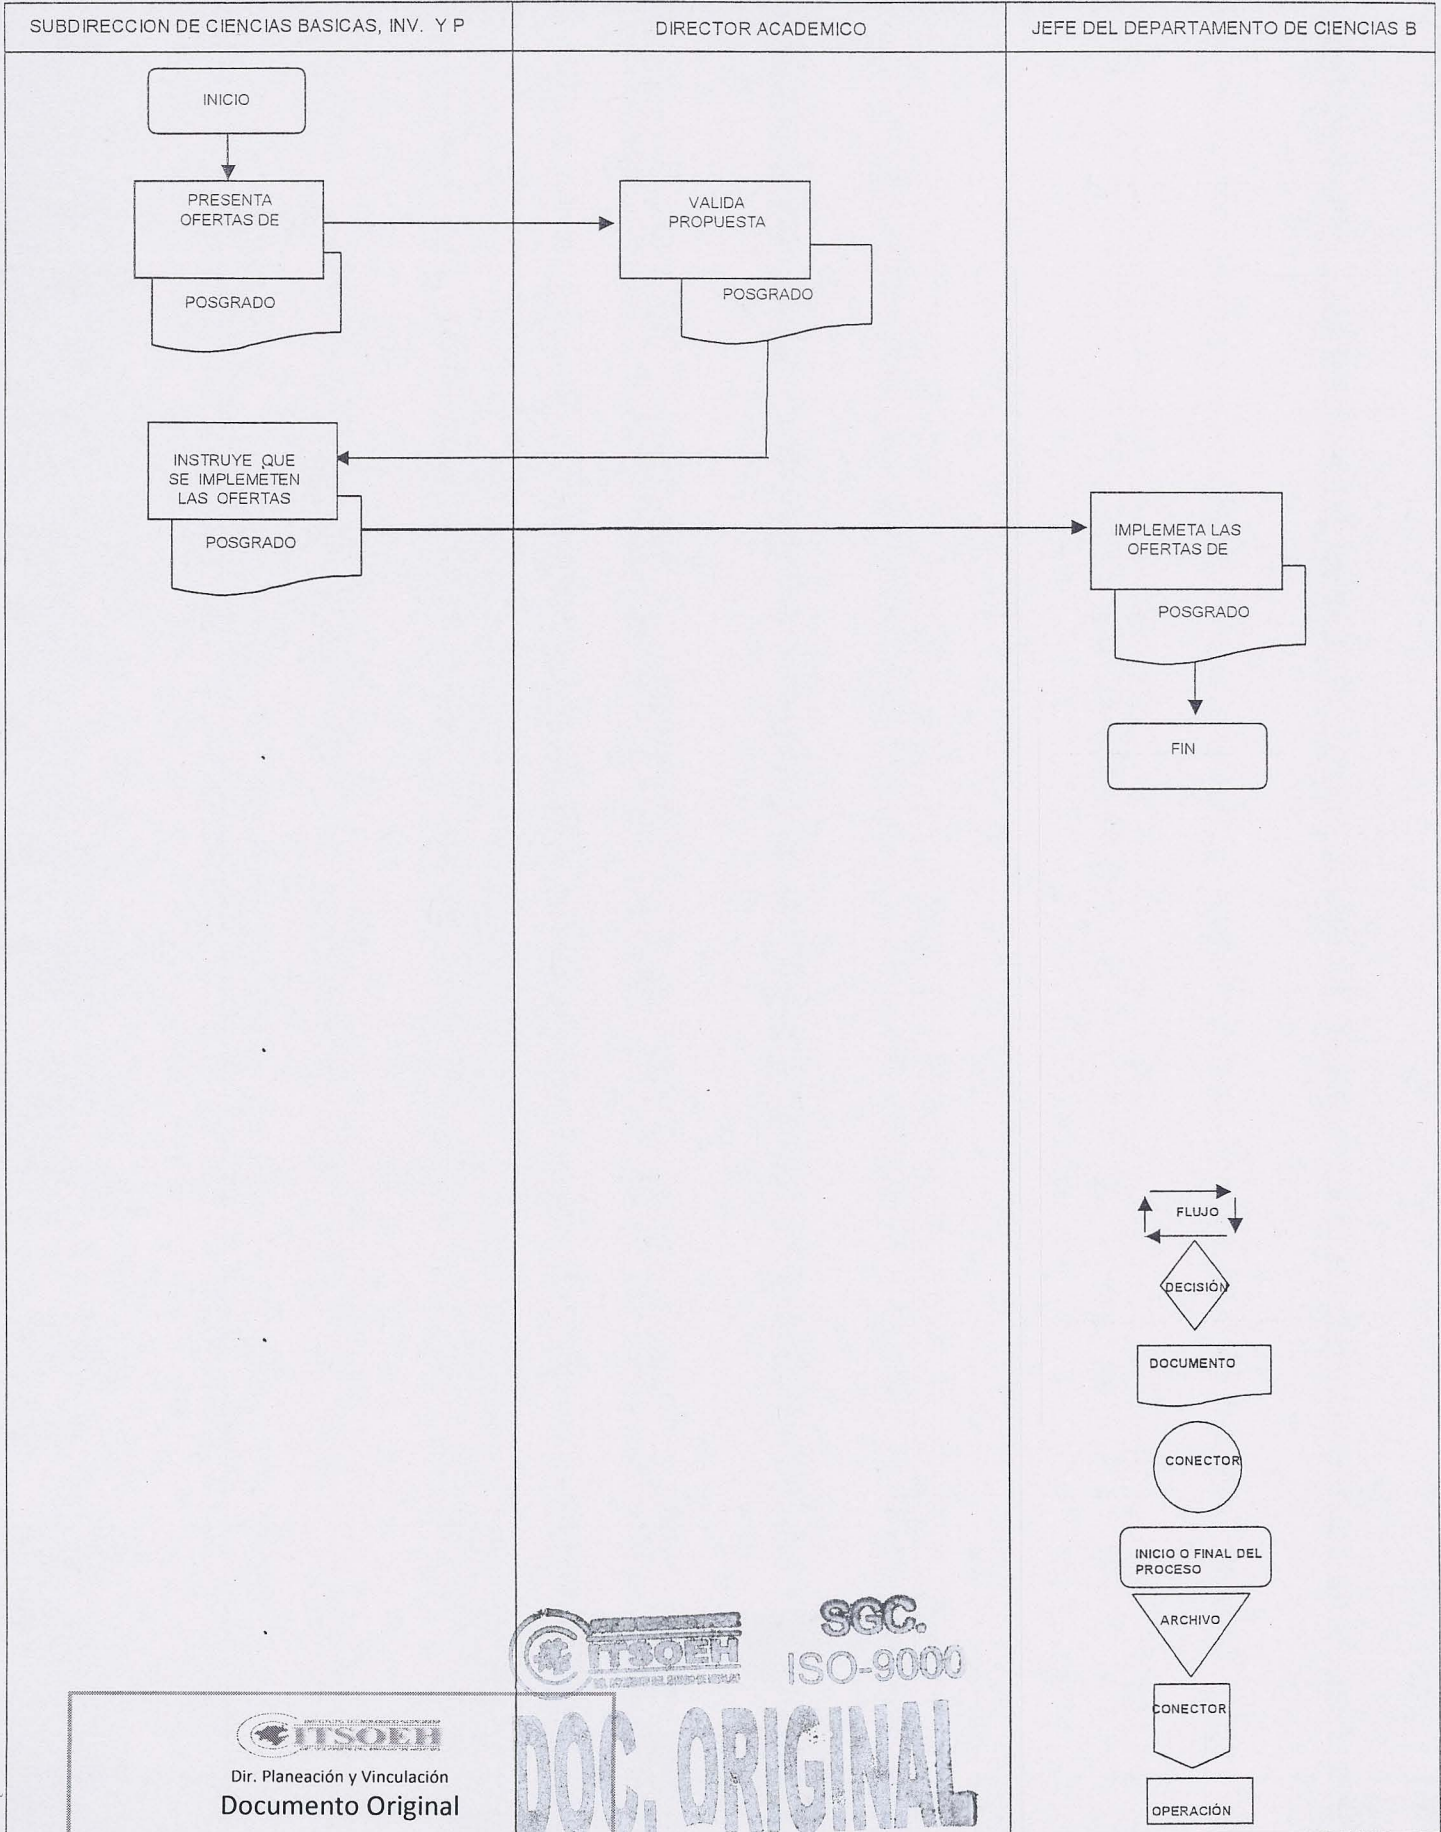 SUBDIRECCION DE CIENCIAS BASICAS, INV. Y P
DIRECTOR ACADEMICO
JEFE DEL DEPARTAMENTO DE CIENCIAS B
INICIO
PRESENTA
OFERTAS DE
POSGRADO
VALIDA
PROPUESTA
POSGRADO
INSTRUYE QUE
SE IMPLEMETEN
LAS OFERTAS
POSGRADO
IMPLEMETA LAS
OFERTAS DE
POSGRADO
FIN
FLUJO
DECISIÓN
DOCUMENTO
CONECTOR
INICIO O FINAL DEL
PROCESO
ARCHIVO
CONECTOR
OPERACIÓN
ITSOEH
SGC.
ISO-9000
DOC. ORIGINAL
ITSOEH
Dir. Planeación y Vinculación
Documento Original